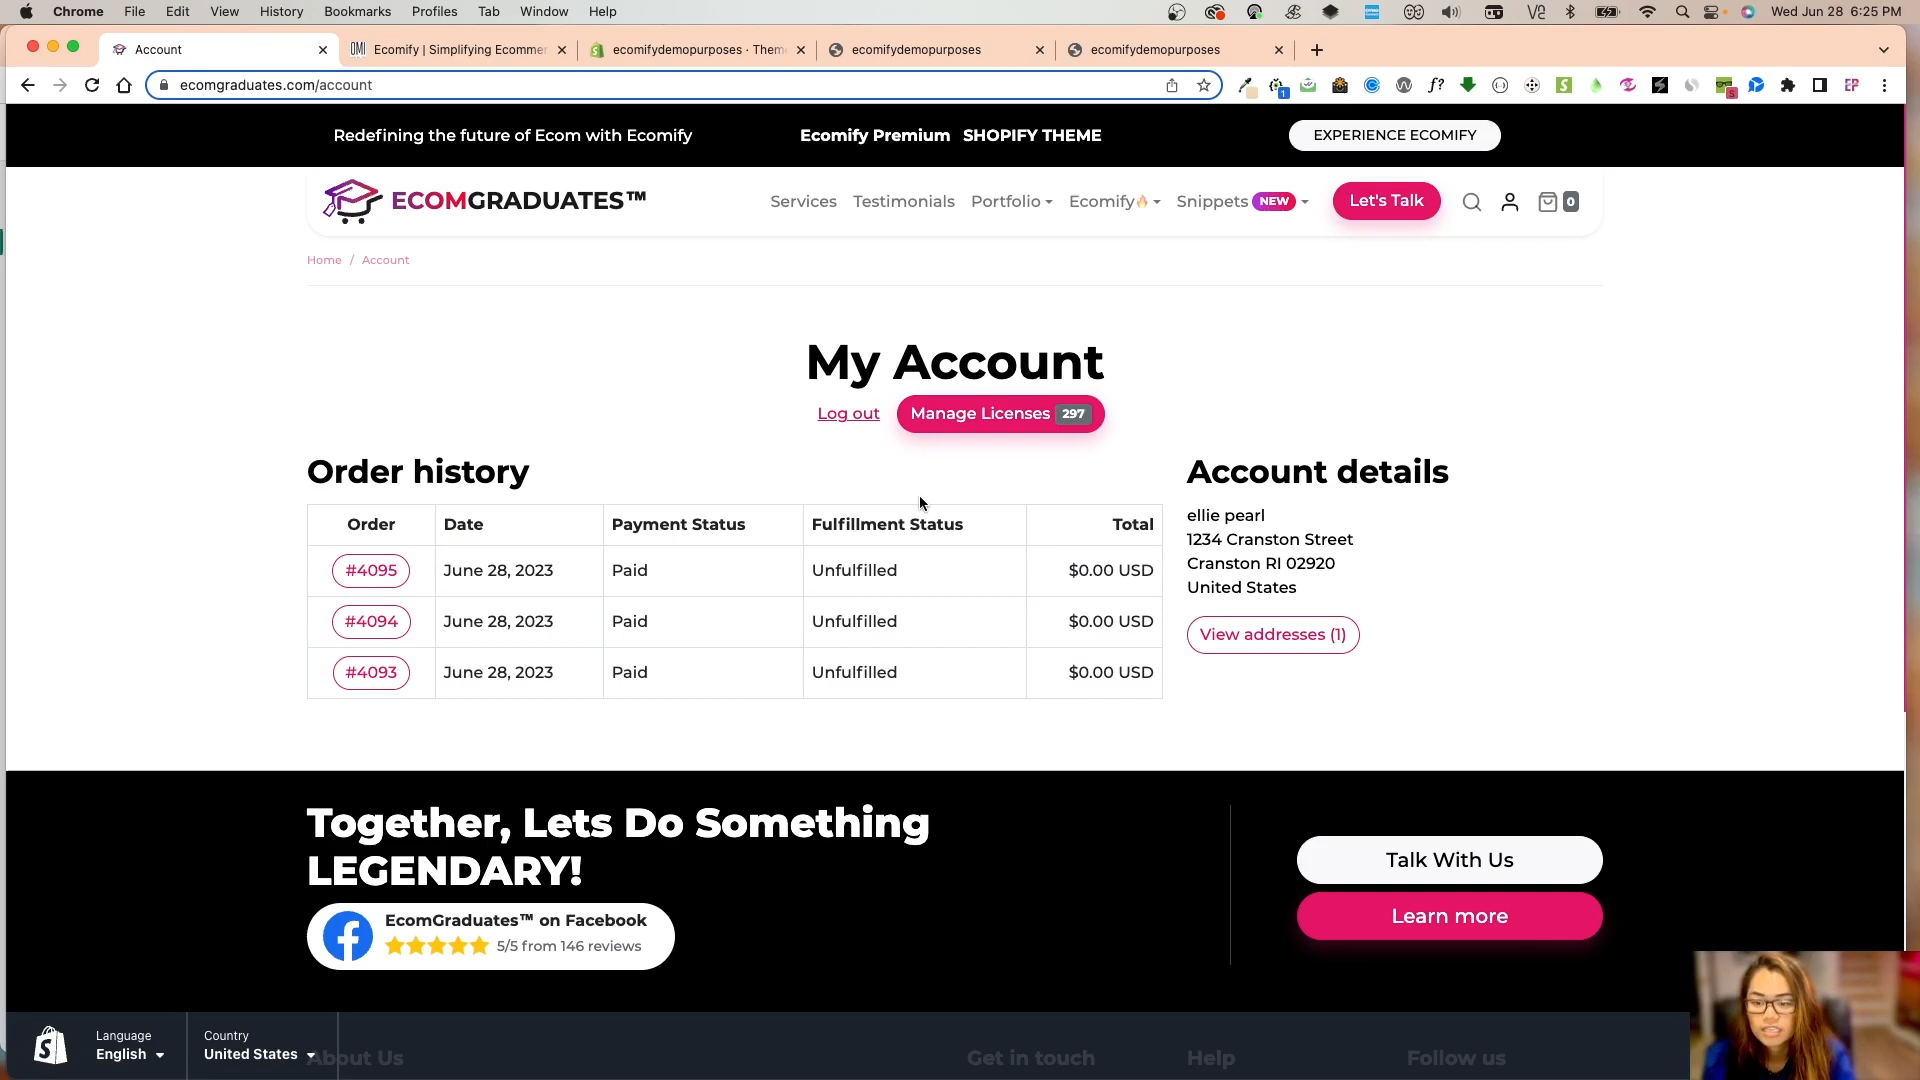 Chrome File Edit View History Bookmarks Profiles Tab Window Help
Wed Jun 28 6:25 PM
Account
Ecomify | Simplifying Ecommer
ecomifydemopurposes · Them
ecomifydemopurposes
ecomifydemopurposes
ecomgraduates.com/account
Redefining the future of Ecom with Ecomify
Ecomify Premium SHOPIFY THEME
EXPERIENCE ECOMIFY
ECOMGRADUATES™
Services Testimonials Portfolio Ecomify🔥 Snippets NEW
Let's Talk
0
Home / Account
My Account
Log out
Manage Licenses 297
Order history
Order Date Payment Status Fulfillment Status Total
#4095 June 28, 2023 Paid Unfulfilled $0.00 USD
#4094 June 28, 2023 Paid Unfulfilled $0.00 USD
#4093 June 28, 2023 Paid Unfulfilled $0.00 USD
Account details
ellie pearl
1234 Cranston Street
Cranston RI 02920
United States
View addresses (1)
Together, Lets Do Something
LEGENDARY!
EcomGraduates™ on Facebook
5/5 from 146 reviews
Talk With Us
Learn more
Language
English
Country
United States
About Us
Get in touch
Help
Follow us